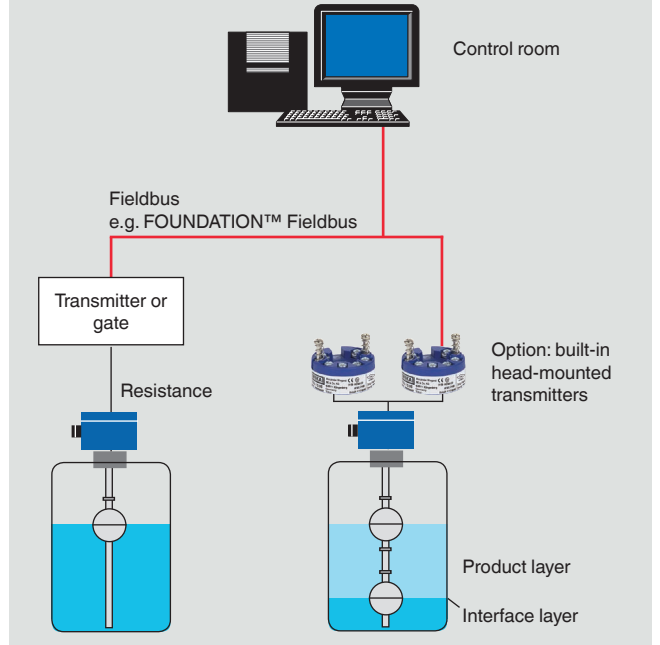 Control room
Fieldbus
e.g. FOUNDATION™ Fieldbus
Transmitter or
gate
Resistance
Option: built-in
head-mounted
transmitters
Product layer
Interface layer